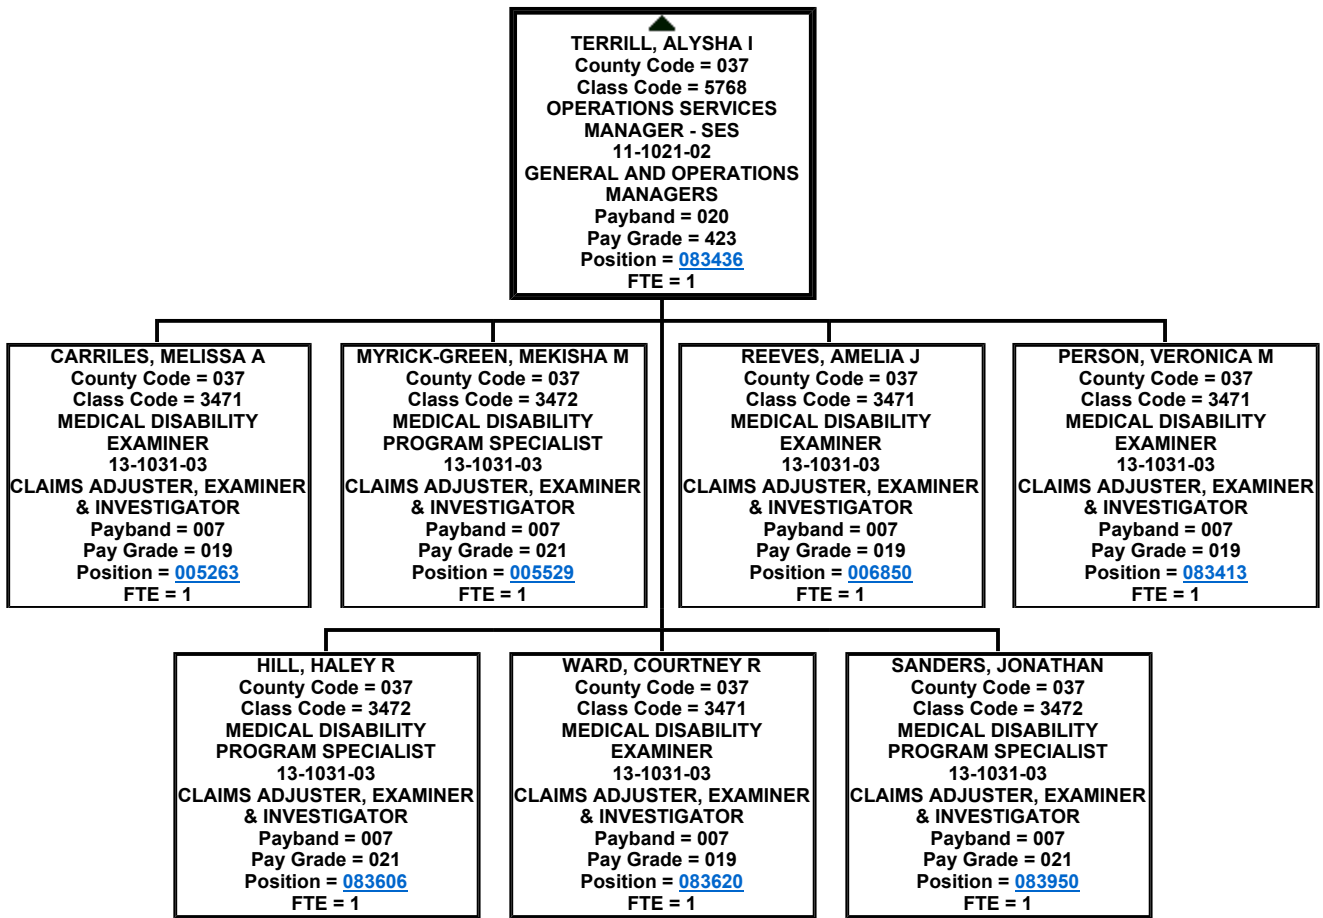 TERRILL, ALYSHA I
County Code = 037
Class Code = 5768
OPERATIONS SERVICES
MANAGER - SES
11-1021-02
GENERAL AND OPERATIONS
MANAGERS
Payband = 020
Pay Grade = 423
Position = 083436
FTE = 1
CARRILES, MELISSA A
County Code = 037
Class Code = 3471
MEDICAL DISABILITY
EXAMINER
13-1031-03
CLAIMS ADJUSTER, EXAMINER
& INVESTIGATOR
Payband = 007
Pay Grade = 019
Position = 005263
FTE = 1
MYRICK-GREEN, MEKISHA M
County Code = 037
Class Code = 3472
MEDICAL DISABILITY
PROGRAM SPECIALIST
13-1031-03
CLAIMS ADJUSTER, EXAMINER
& INVESTIGATOR
Payband = 007
Pay Grade = 021
Position = 005529
FTE = 1
REEVES, AMELIA J
County Code = 037
Class Code = 3471
MEDICAL DISABILITY
EXAMINER
13-1031-03
CLAIMS ADJUSTER, EXAMINER
& INVESTIGATOR
Payband = 007
Pay Grade = 019
Position = 006850
FTE = 1
PERSON, VERONICA M
County Code = 037
Class Code = 3471
MEDICAL DISABILITY
EXAMINER
13-1031-03
CLAIMS ADJUSTER, EXAMINER
& INVESTIGATOR
Payband = 007
Pay Grade = 019
Position = 083413
FTE = 1
HILL, HALEY R
County Code = 037
Class Code = 3472
MEDICAL DISABILITY
PROGRAM SPECIALIST
13-1031-03
CLAIMS ADJUSTER, EXAMINER
& INVESTIGATOR
Payband = 007
Pay Grade = 021
Position = 083606
FTE = 1
WARD, COURTNEY R
County Code = 037
Class Code = 3471
MEDICAL DISABILITY
EXAMINER
13-1031-03
CLAIMS ADJUSTER, EXAMINER
& INVESTIGATOR
Payband = 007
Pay Grade = 019
Position = 083620
FTE = 1
SANDERS, JONATHAN
County Code = 037
Class Code = 3472
MEDICAL DISABILITY
PROGRAM SPECIALIST
13-1031-03
CLAIMS ADJUSTER, EXAMINER
& INVESTIGATOR
Payband = 007
Pay Grade = 021
Position = 083950
FTE = 1